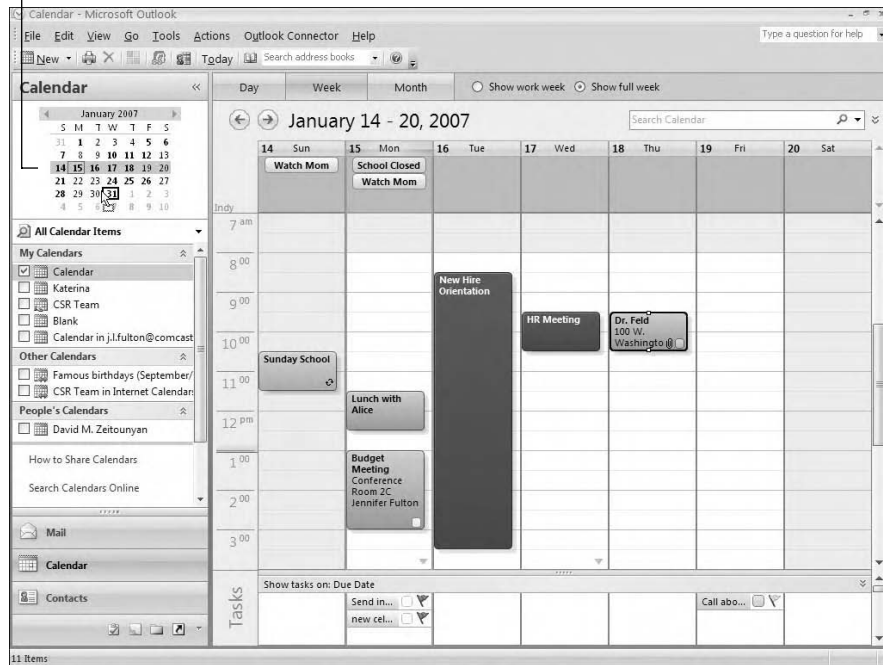 Calendar - Microsoft Outlook
File Edit View Go Tools Actions Outlook Connector Help
Type a question for help
New Today Search address books
Calendar «
Day Week Month Show work week Show full week
January 2007
S M T W T F S
31 1 2 3 4 5 6
7 8 9 10 11 12 13
14 15 16 17 18 19 20
21 22 23 24 25 26 27
28 29 30 31 1 2 3
4 5 6 8 9 10
January 14 - 20, 2007
Search Calendar
14 Sun 15 Mon 16 Tue 17 Wed 18 Thu 19 Fri 20 Sat
Watch Mom School Closed
Watch Mom
Indy
All Calendar Items
My Calendars
Calendar
Katerina
CSR Team
Blank
Calendar in j.l.fulton@comcast
Other Calendars
Famous birthdays (September/
CSR Team in Internet Calendars
People's Calendars
David M. Zeitounyan
How to Share Calendars
Search Calendars Online
Mail
Calendar
Contacts
7 am
8 00
9 00
10 00
11 00
12 pm
1 00
2 00
3 00
Sunday School
Lunch with
Alice
Budget
Meeting
Conference
Room 2C
Jennifer Fulton
New Hire
Orientation
HR Meeting
Dr. Feld
100 W.
Washingto
Tasks
Show tasks on: Due Date
Send in... Call abo...
new cel...
11 Items